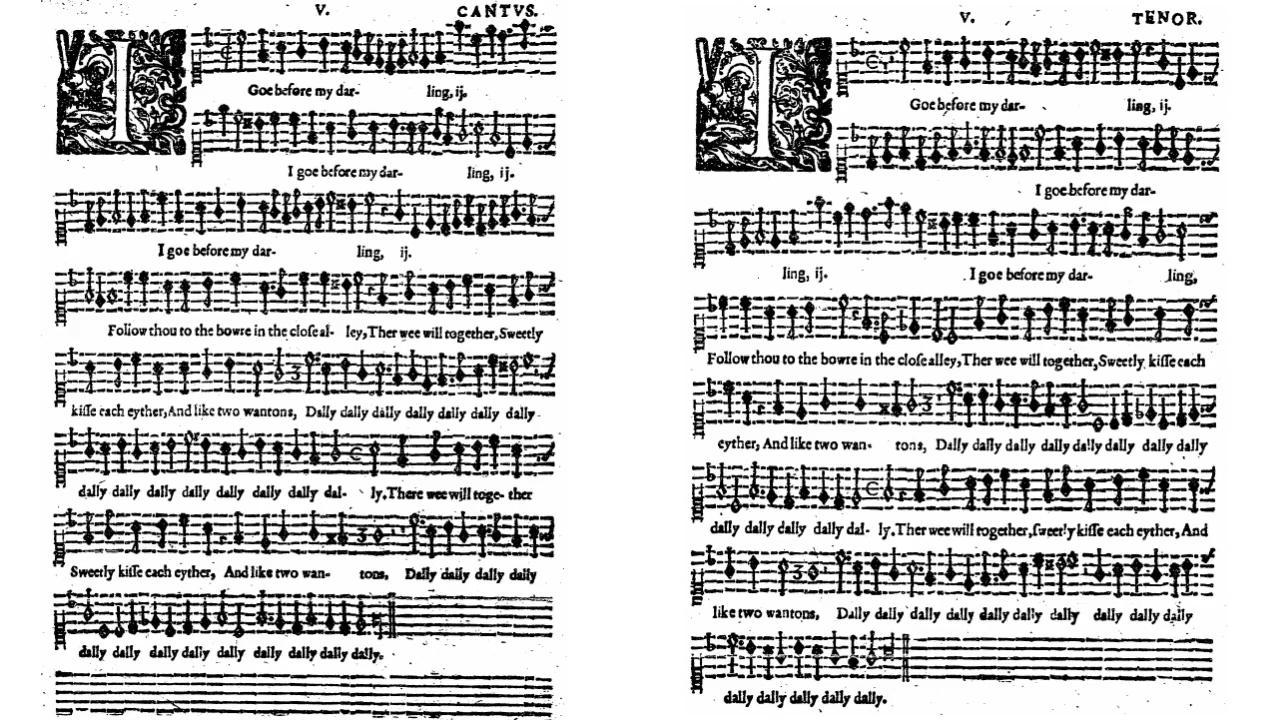 V. CANTVS.
I
Goe before my dar- ling, ij.
I goe before my dar- ling, ij.
I goe before my dar- ling, ij.
Follow thou to the bowre in the close al- ley, Ther wee will together, Sweetly
kisse each eyther, And like two wantons, Dally dally dally dally dally dally dally
dally dally dally dally dally dally dally dal- ly. There wee will toge- ther
Sweetly kisse each eyther, And like two wan- tons, Dally dally dally dally
dally dally dally dally dally dally dally dally dally.
V. TENOR.
I
Goe before my dar- ling, ij.
I goe before my dar-
ling, ij. I goe before my dar- ling,
Follow thou to the bowre in the close alley, Ther wee will together, Sweetly kisse each
eyther, And like two wan- tons, Dally dally dally dally dally dally dally dally
dally dally dally dally dal- ly. Ther wee will together, sweetly kisse each eyther, And
like two wantons, Dally dally dally dally dally dally dally dally dally dally
dally dally dally dally dally.